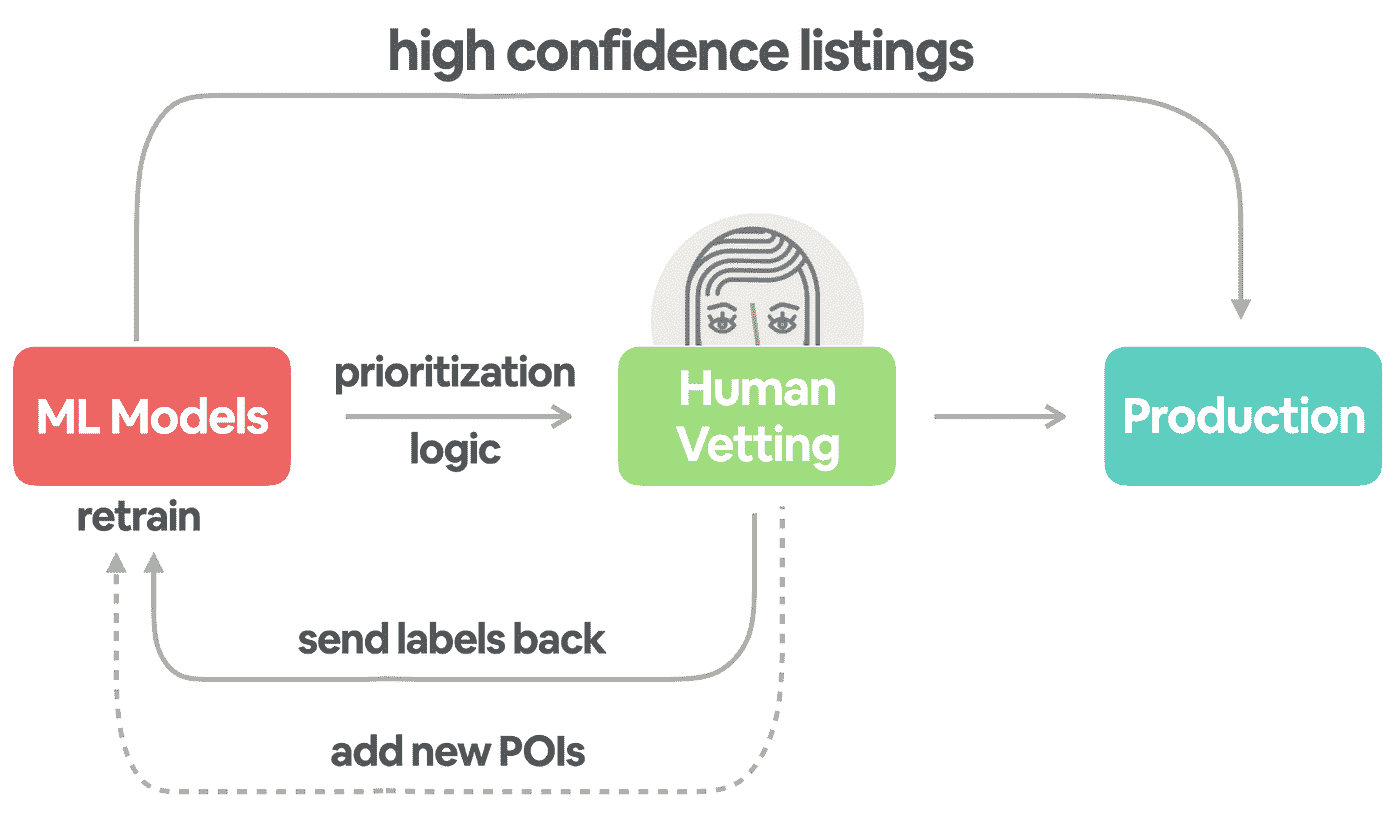 high confidence listings
prioritization
ML Models
Human
Vetting
Production
logic
retrain
send labels back
add new POIs